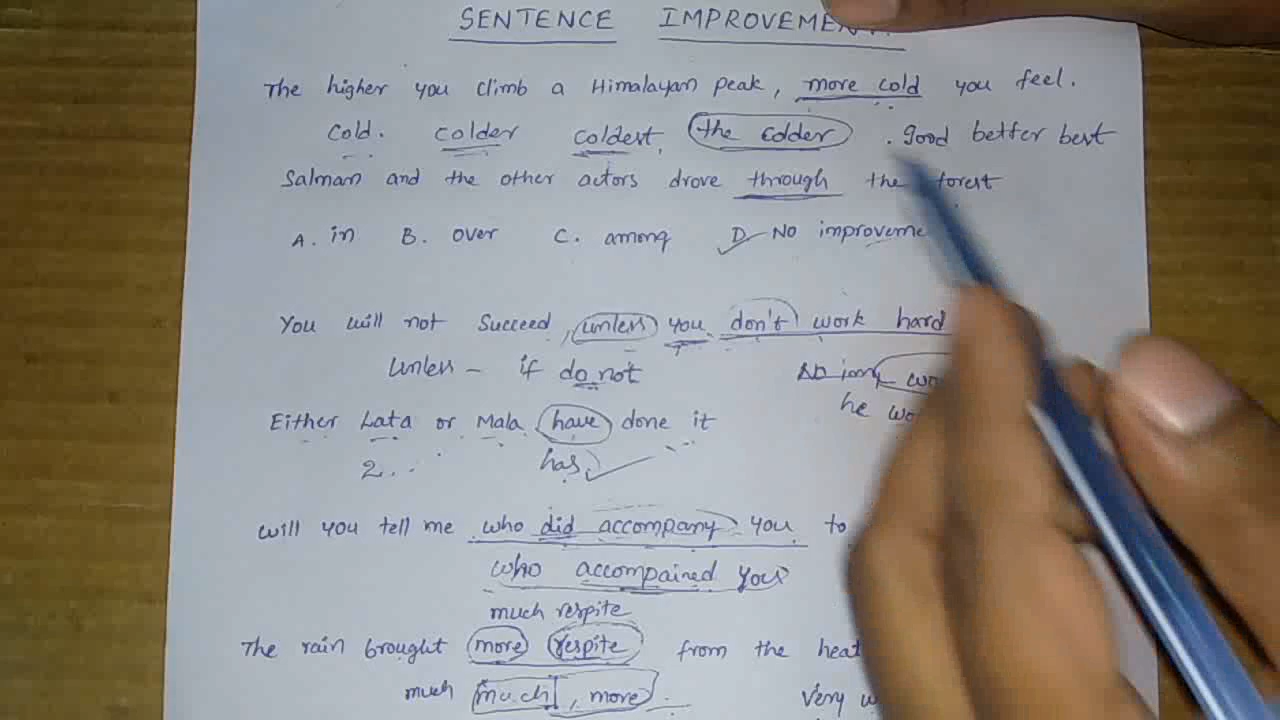 SENTENCE IMPROVEMENT
The higher you climb a Himalayan peak, more cold you feel.
cold. colder coldest, the colder . good better best
Salman and the other actors drove through the forest
A. in B. over C. among D No improveme
You will not Succeed, unless you don't work hard
Unless - if do not
he
Either Lata or Mala have done it
2.. has
will you tell me who did accompany you to
who accompained you
much respite
The rain brought more respite from the heat
much much, more very